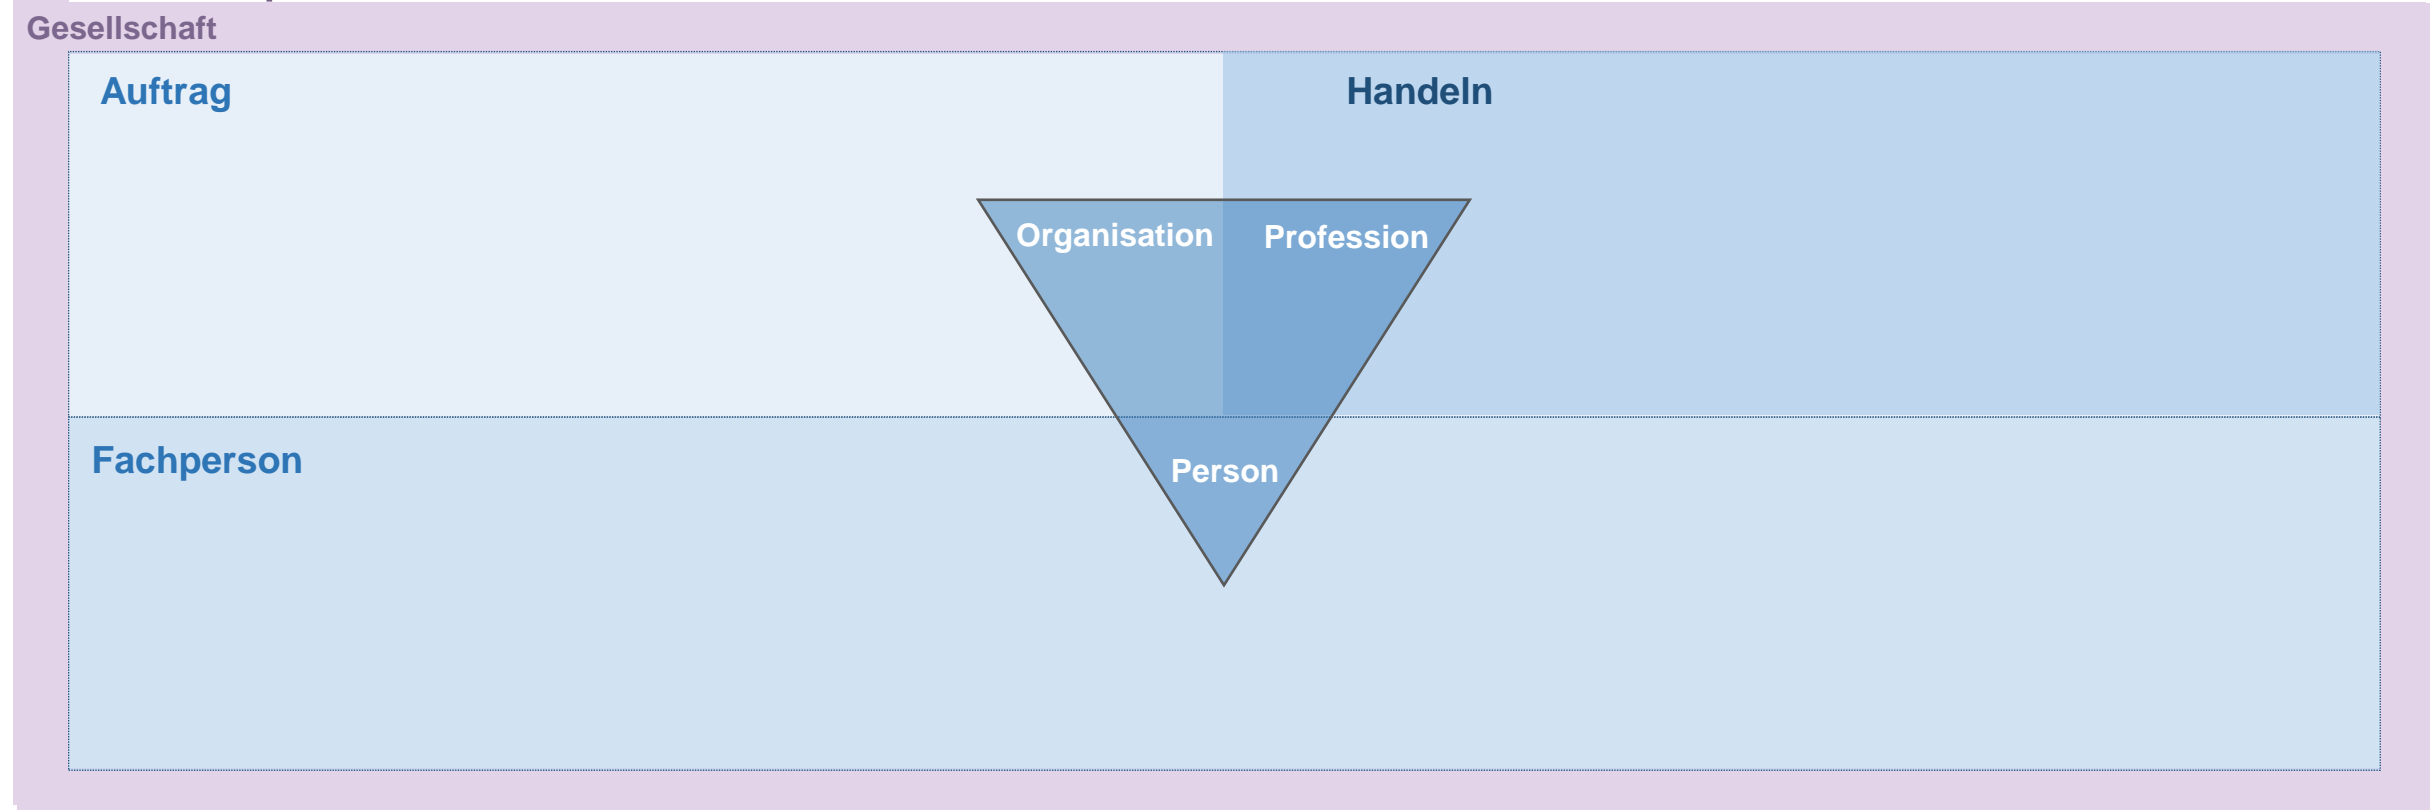 Gesellschaft
Auftrag
Handeln
Organisation
Profession
Fachperson
Person